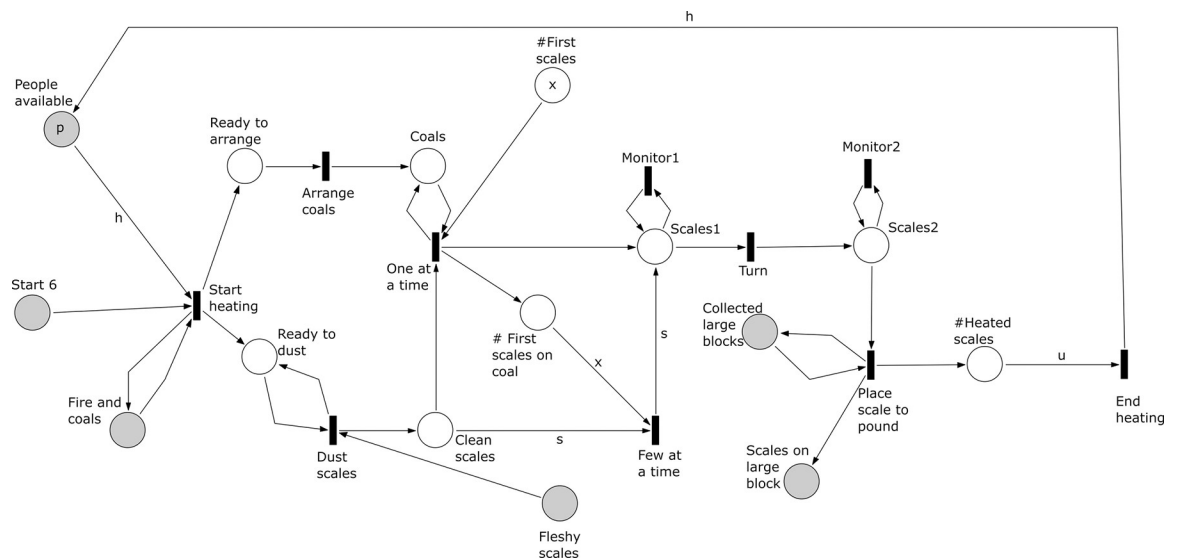 h
#First
scales
x
People
available
p
Ready to
arrange
Coals
Monitor1
Monitor2
Arrange
coals
h
Scales1
Scales2
One at
a time
Turn
Start 6
Start
heating
Ready to
dust
# First
scales on
coal
x
s
Collected
large
blocks
#Heated
scales
u
Fire and
coals
Place
scale to
pound
End
heating
Dust
scales
Clean
scales
s
Few at
a time
Scales on
large
block
Fleshy
scales